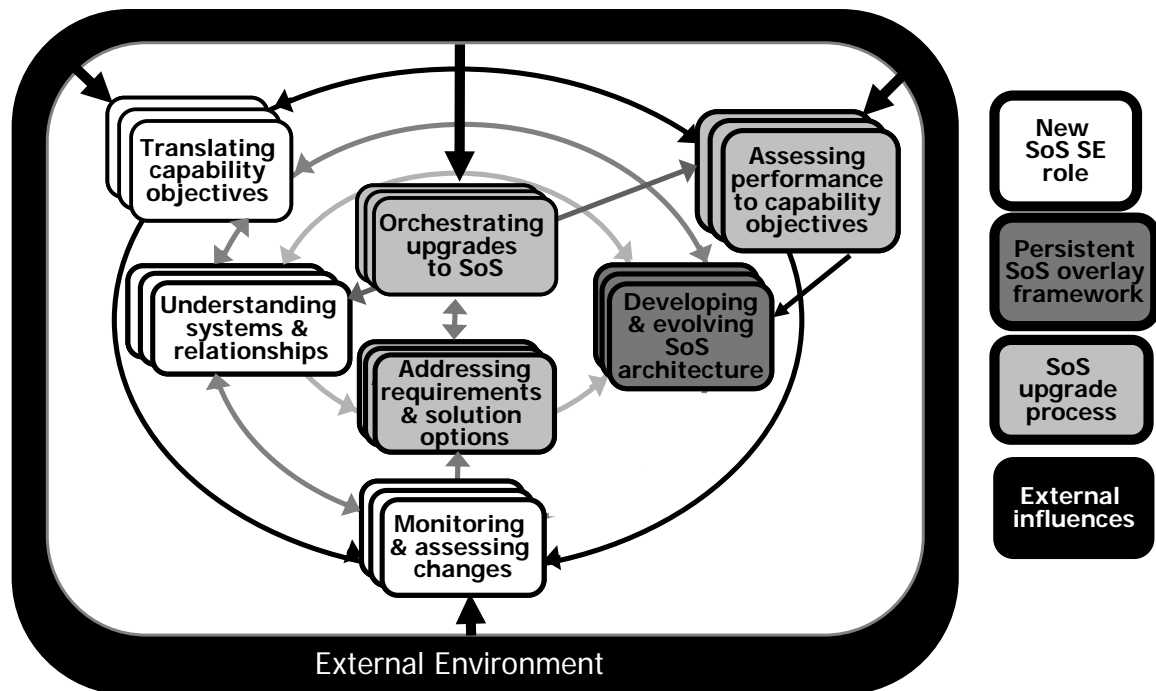 Translating
capability
objectives
Orchestrating
upgrades
to SoS
Assessing
performance
to capability
objectives
Understanding
systems &
relationships
Addressing
requirements
& solution
options
Developing
& evolving
SoS
architecture
Monitoring
& assessing
changes
External Environment
New
SoS SE
role
Persistent
SoS overlay
framework
SoS
upgrade
process
External
influences